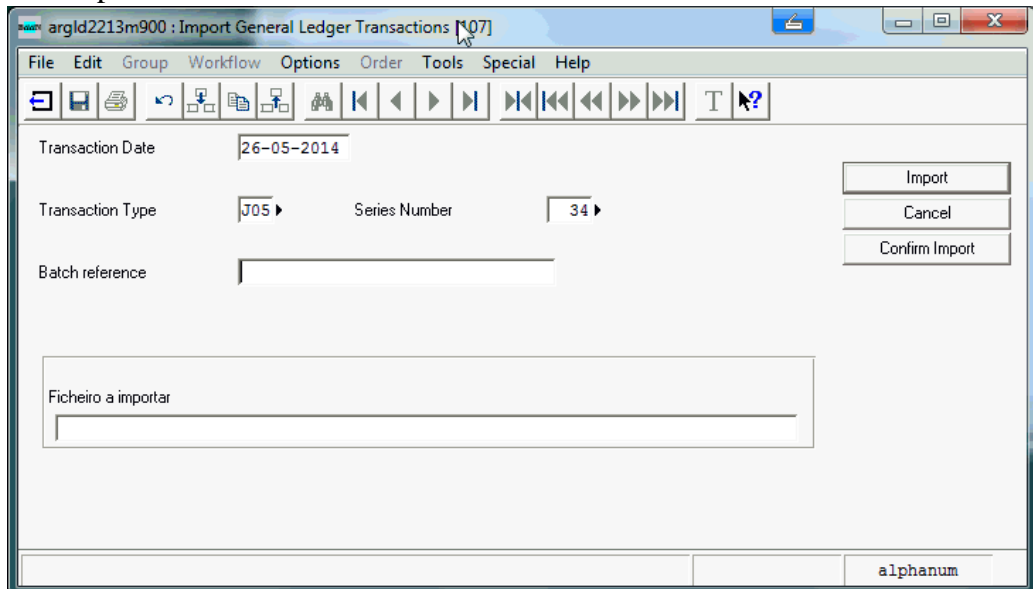 argld2213m900 : Import General Ledger Transactions [107]
File Edit Group Workflow Options Order Tools Special Help
T
Transaction Date 26-05-2014
Import
Transaction Type J05 Series Number 34
Cancel
Confirm Import
Batch reference
Ficheiro a importar
alphanum